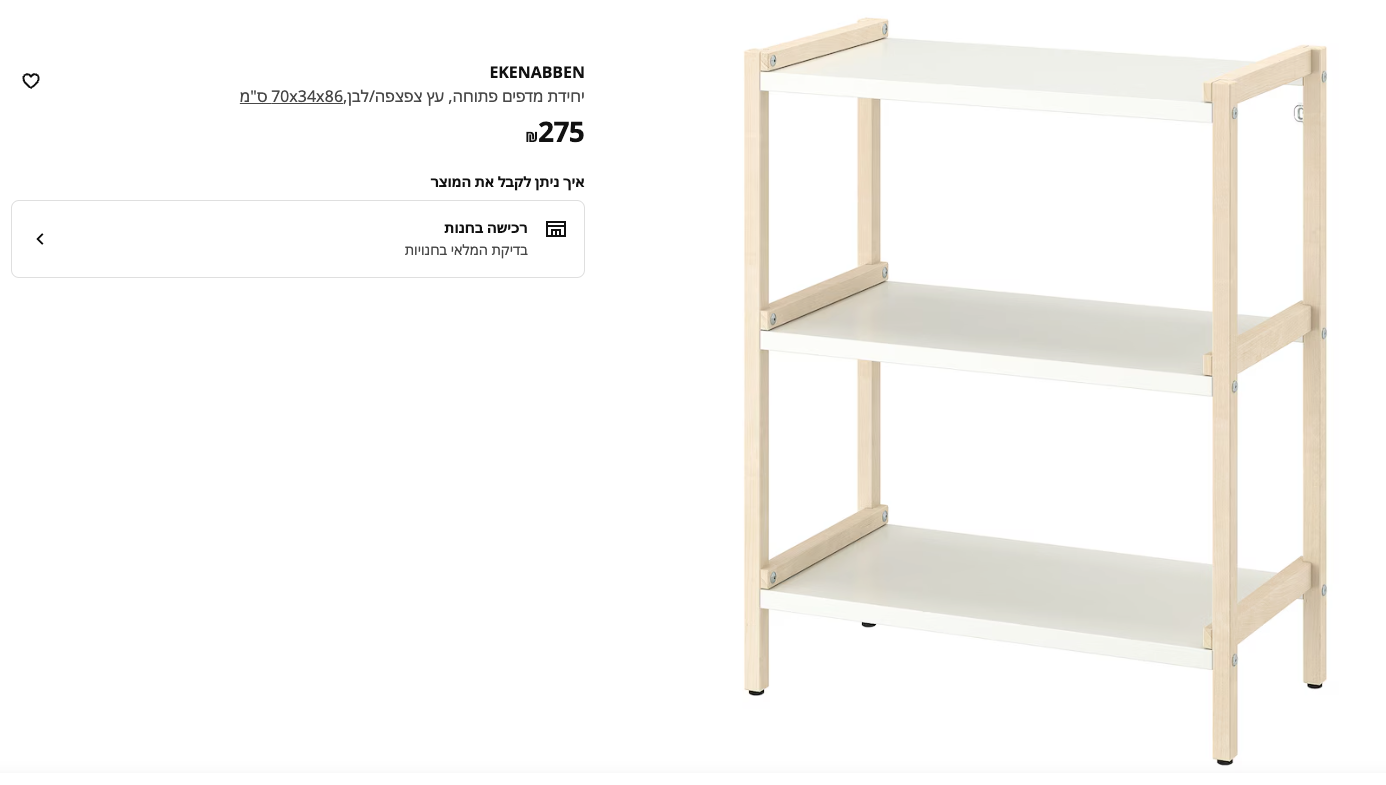 EKENABBEN
יחידת מדפים פתוחה, עץ צפצפה/לבן,70x34x86 ס"מ
275₪
איך ניתן לקבל את המוצר
רכישה בחנות
בדיקת המלאי בחנויות